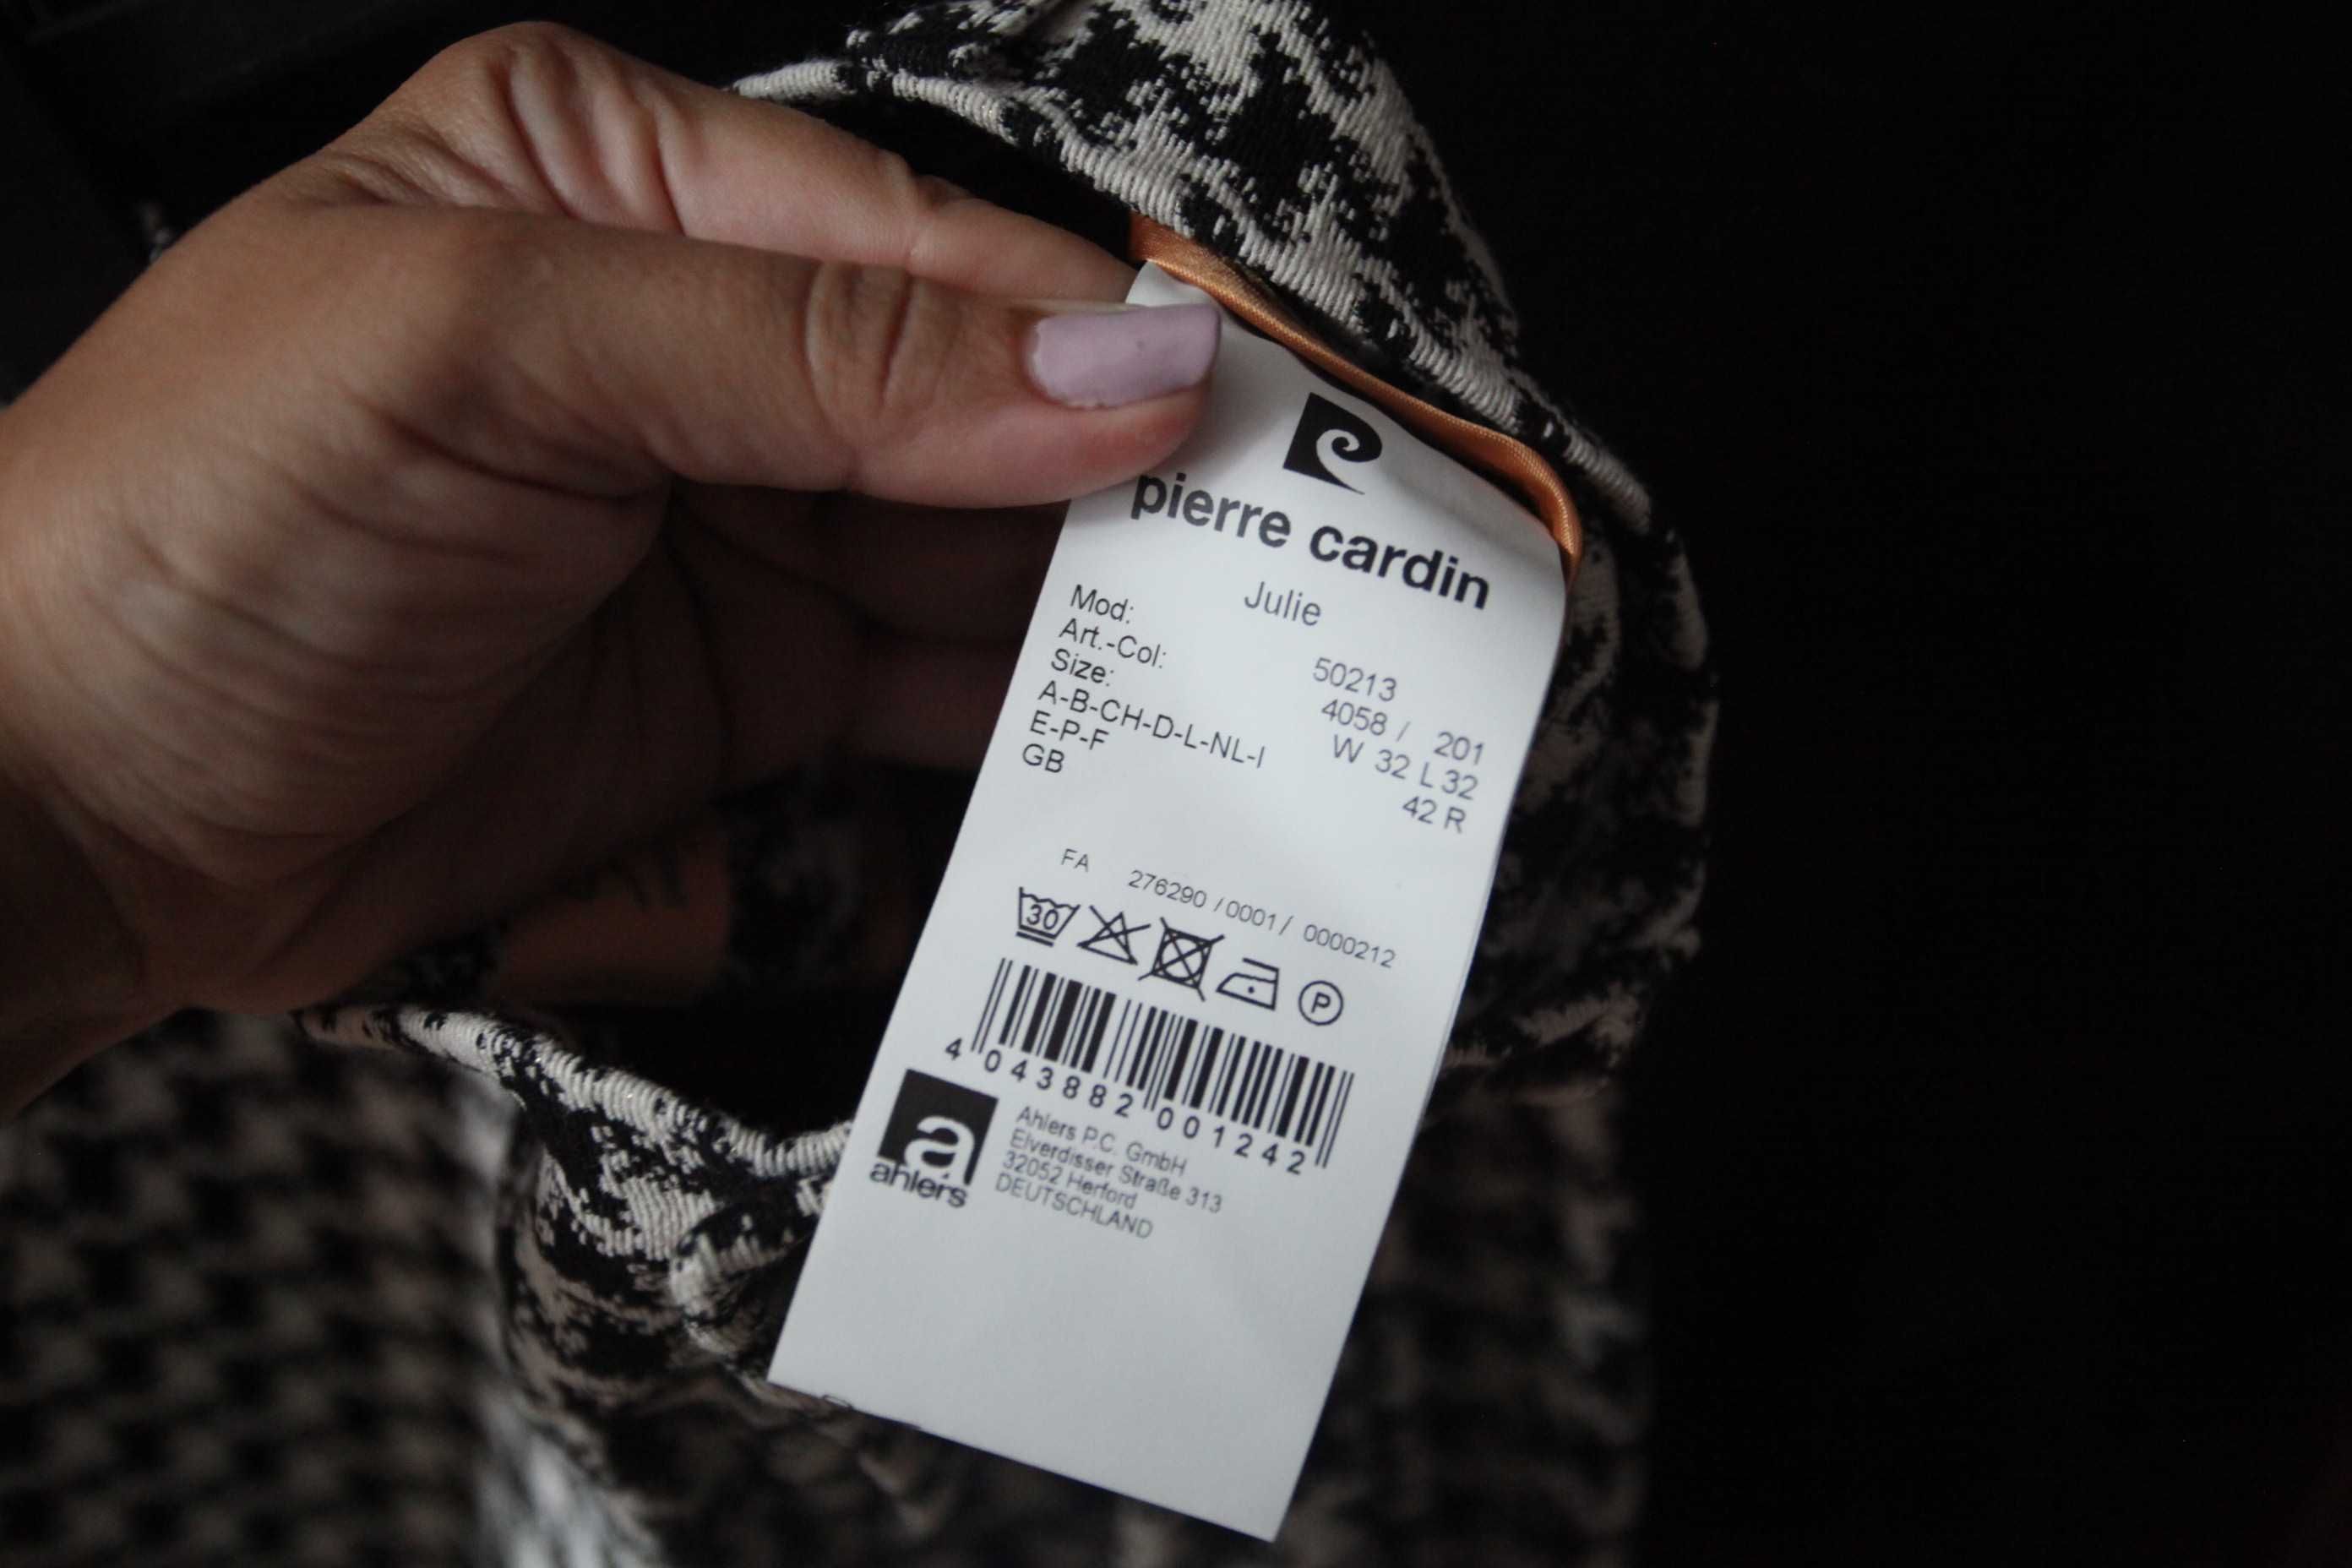 pierre cardin
Julie
Mod: 50213
Art.-Col: 4058 / 201
Size: W 32 L 32
A-B-CH-D-L-NL-I 42 R
E-P-F
GB
FA 276290 / 0001 / 0000212
30
P
4 043882 001242
a
ahlers
Ahlers P.C. GmbH
Elverdisser Straße 313
32052 Herford
DEUTSCHLAND